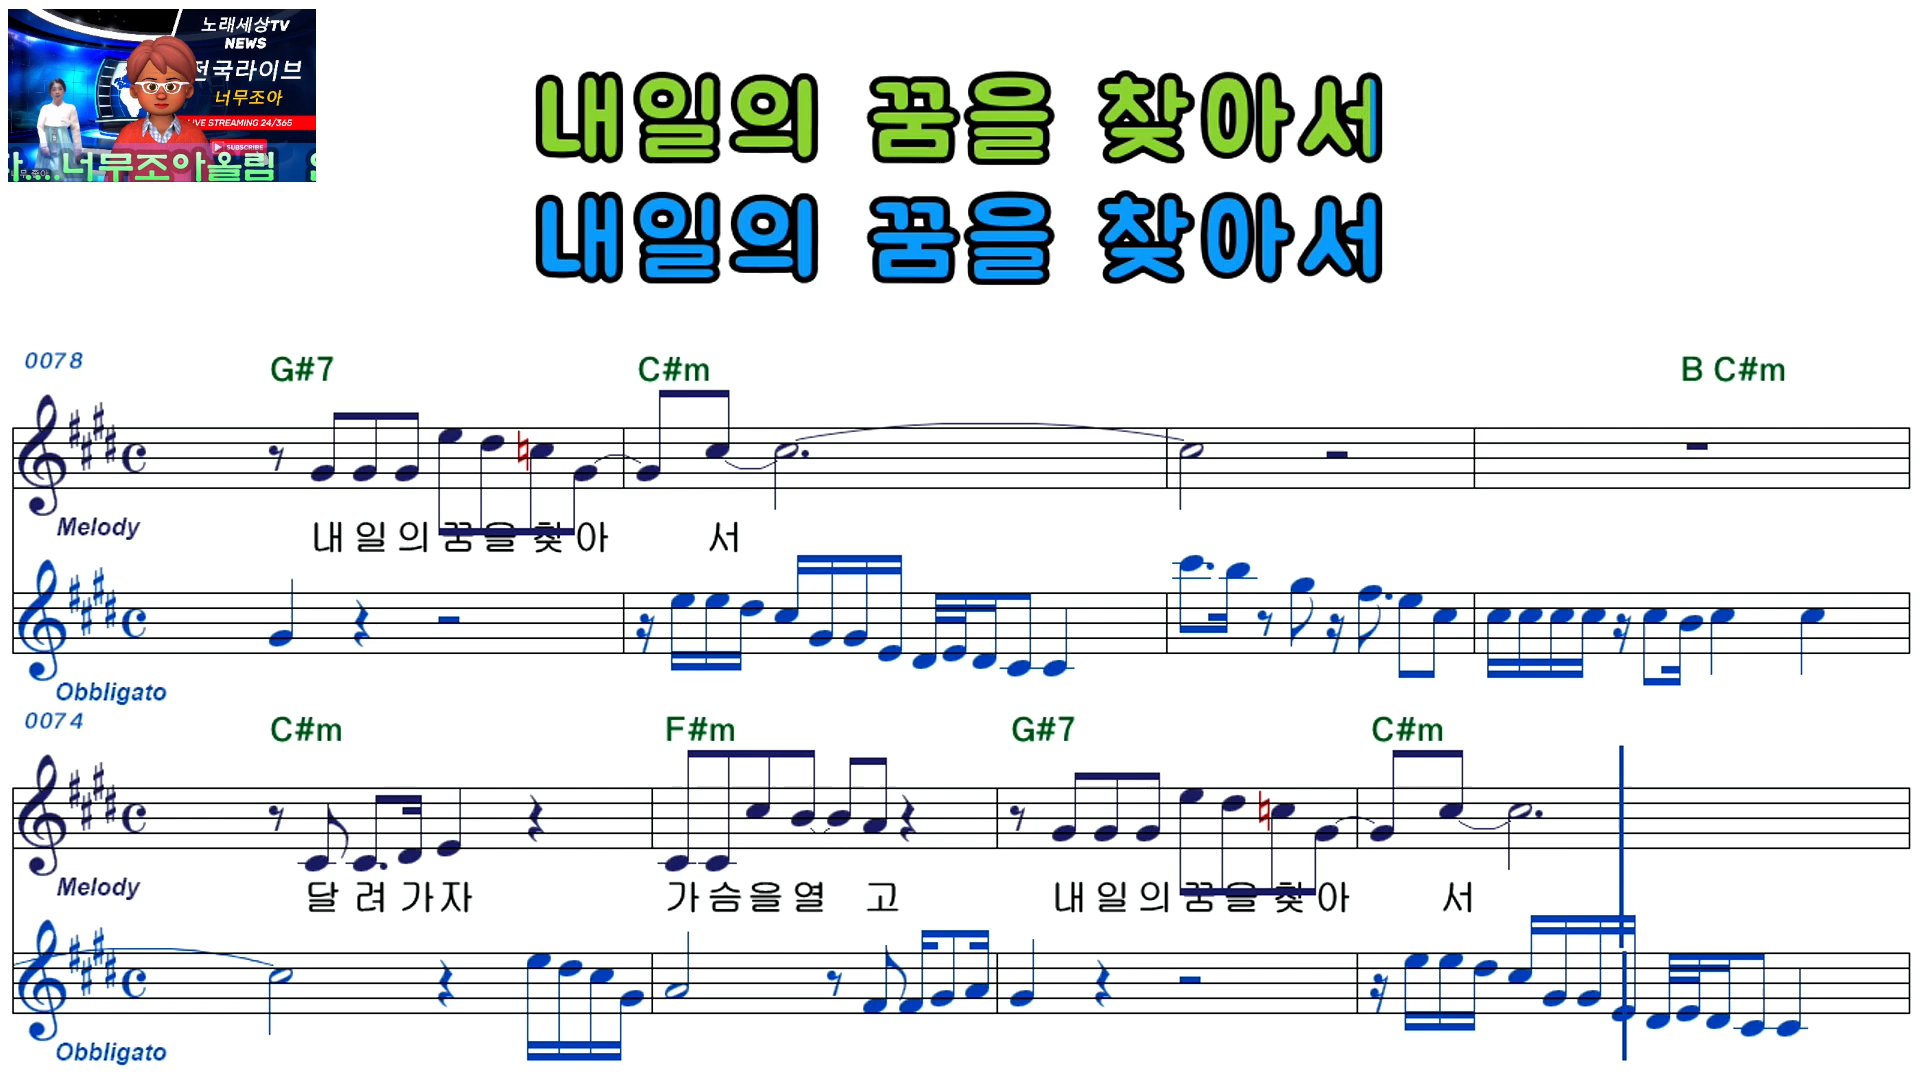 노래세상TV
NEWS
전국라이브
너무조아
LIVE STREAMING 24/365
SUBSCRIBE
너무조아올림
내일의 꿈을 찾아서
내일의 꿈을 찾아서
0078
G#7 C#m B C#m
Melody
내 일 의 꿈 을 찾 아 서
Obbligato
0074
C#m F#m G#7 C#m
Melody
달 려 가 자 가 슴 을 열 고 내 일 의 꿈 을 찾 아 서
Obbligato